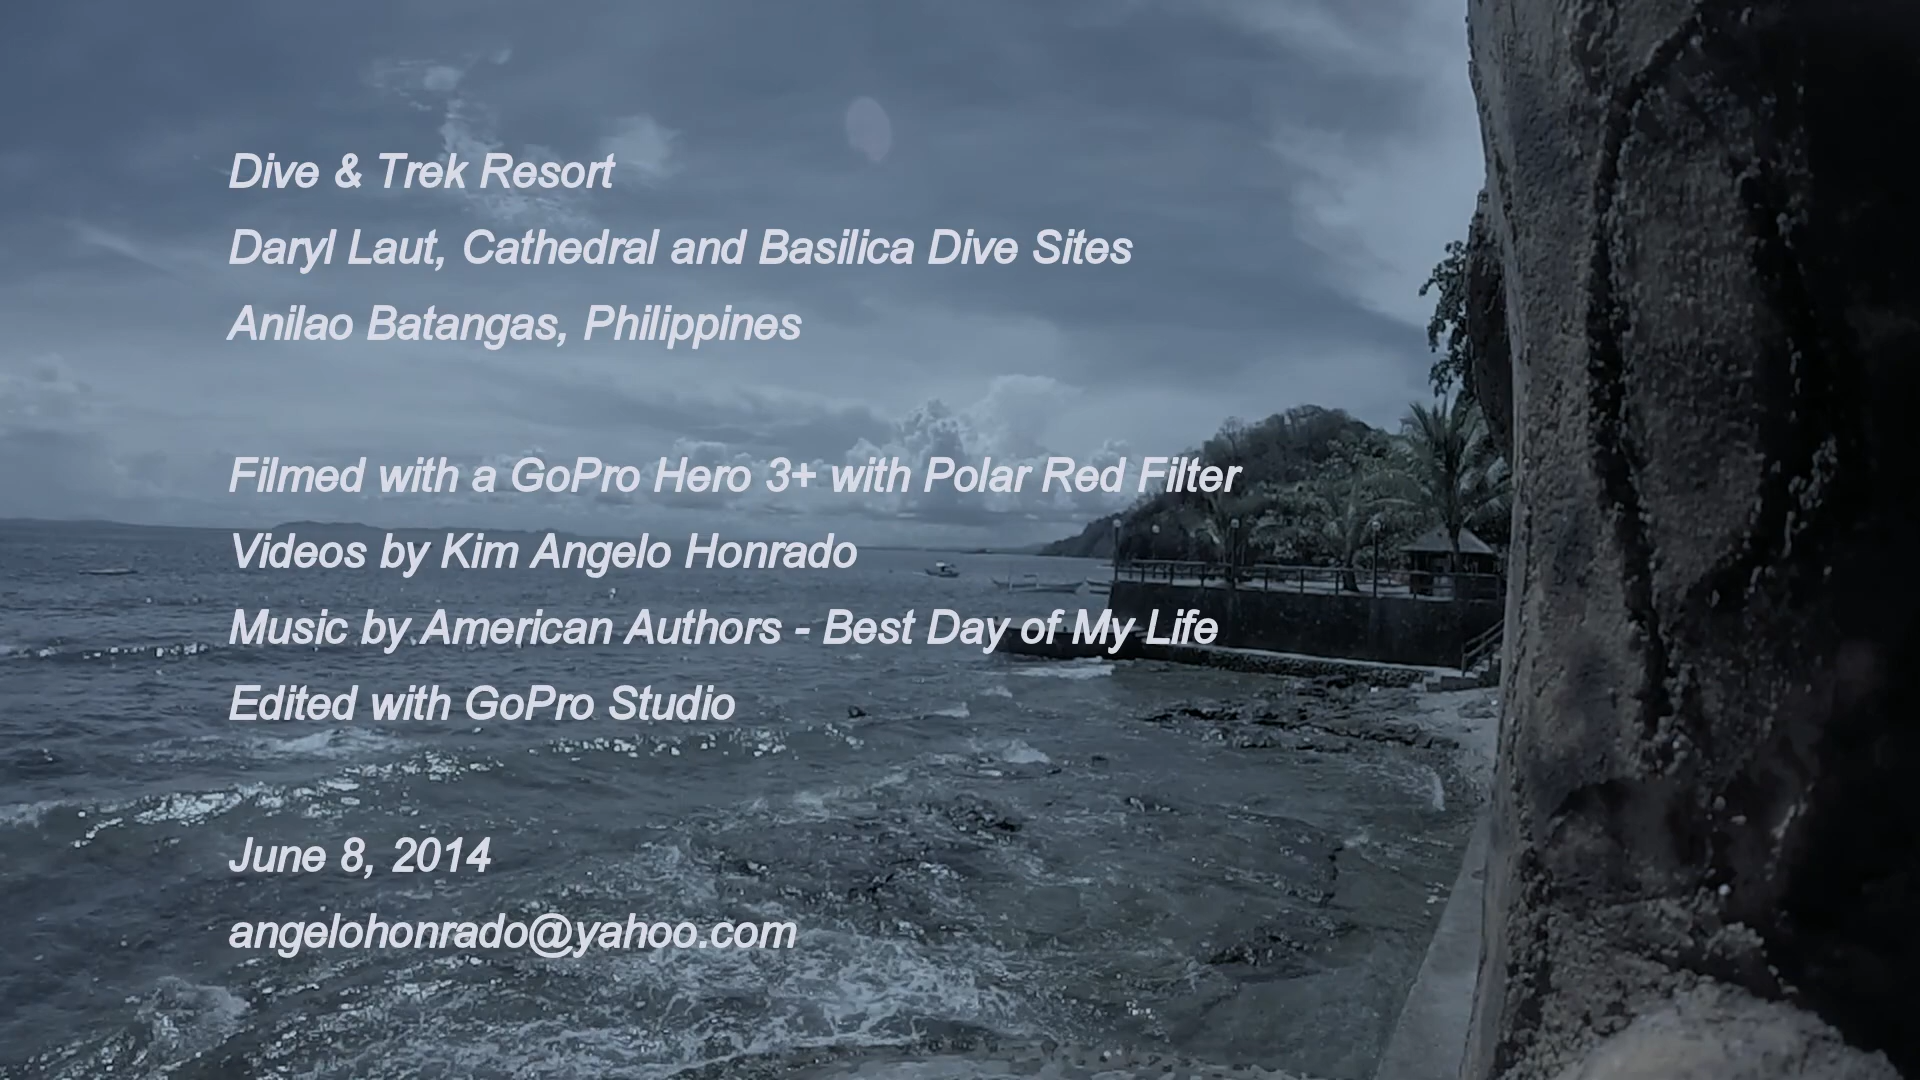 Dive & Trek Resort
Daryl Laut, Cathedral and Basilica Dive Sites
Anilao Batangas, Philippines
Filmed with a GoPro Hero 3+ with Polar Red Filter
Videos by Kim Angelo Honrado
Music by American Authors - Best Day of My Life
Edited with GoPro Studio
June 8, 2014
angelohonrado@yahoo.com